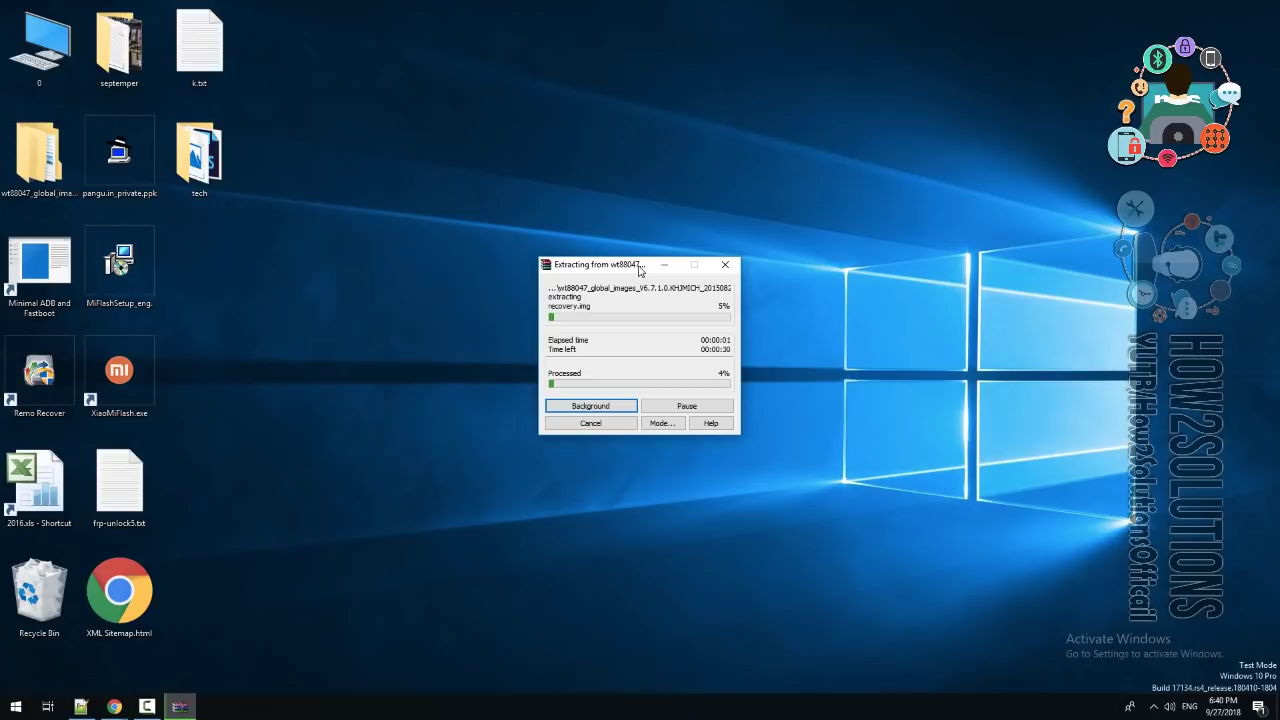 0
septemper
k.txt
wt88047_global_ima...
pangu.in_private.ppk
tech
Minimal ADB and
Fastboot
MiFlashSetup_eng.
Remo Recover
XiaoMiFlash.exe
2016.xls - Shortcut
frp-unlock5.txt
Recycle Bin
XML Sitemap.html
Extracting from wt88047...
...\wt88047_global_images_V6.7.1.0.KHJMICH_2015082
extracting
recovery.img 5%
Elapsed time 00:00:01
Time left 00:00:30
Processed 4%
Background Pause
Cancel Mode... Help
HOW2SOLUTIONS
Activate Windows
Go to Settings to activate Windows.
Test Mode
Windows 10 Pro
Build 17134.rs4_release.180410-1804
ENG
6:40 PM
9/27/2018
1